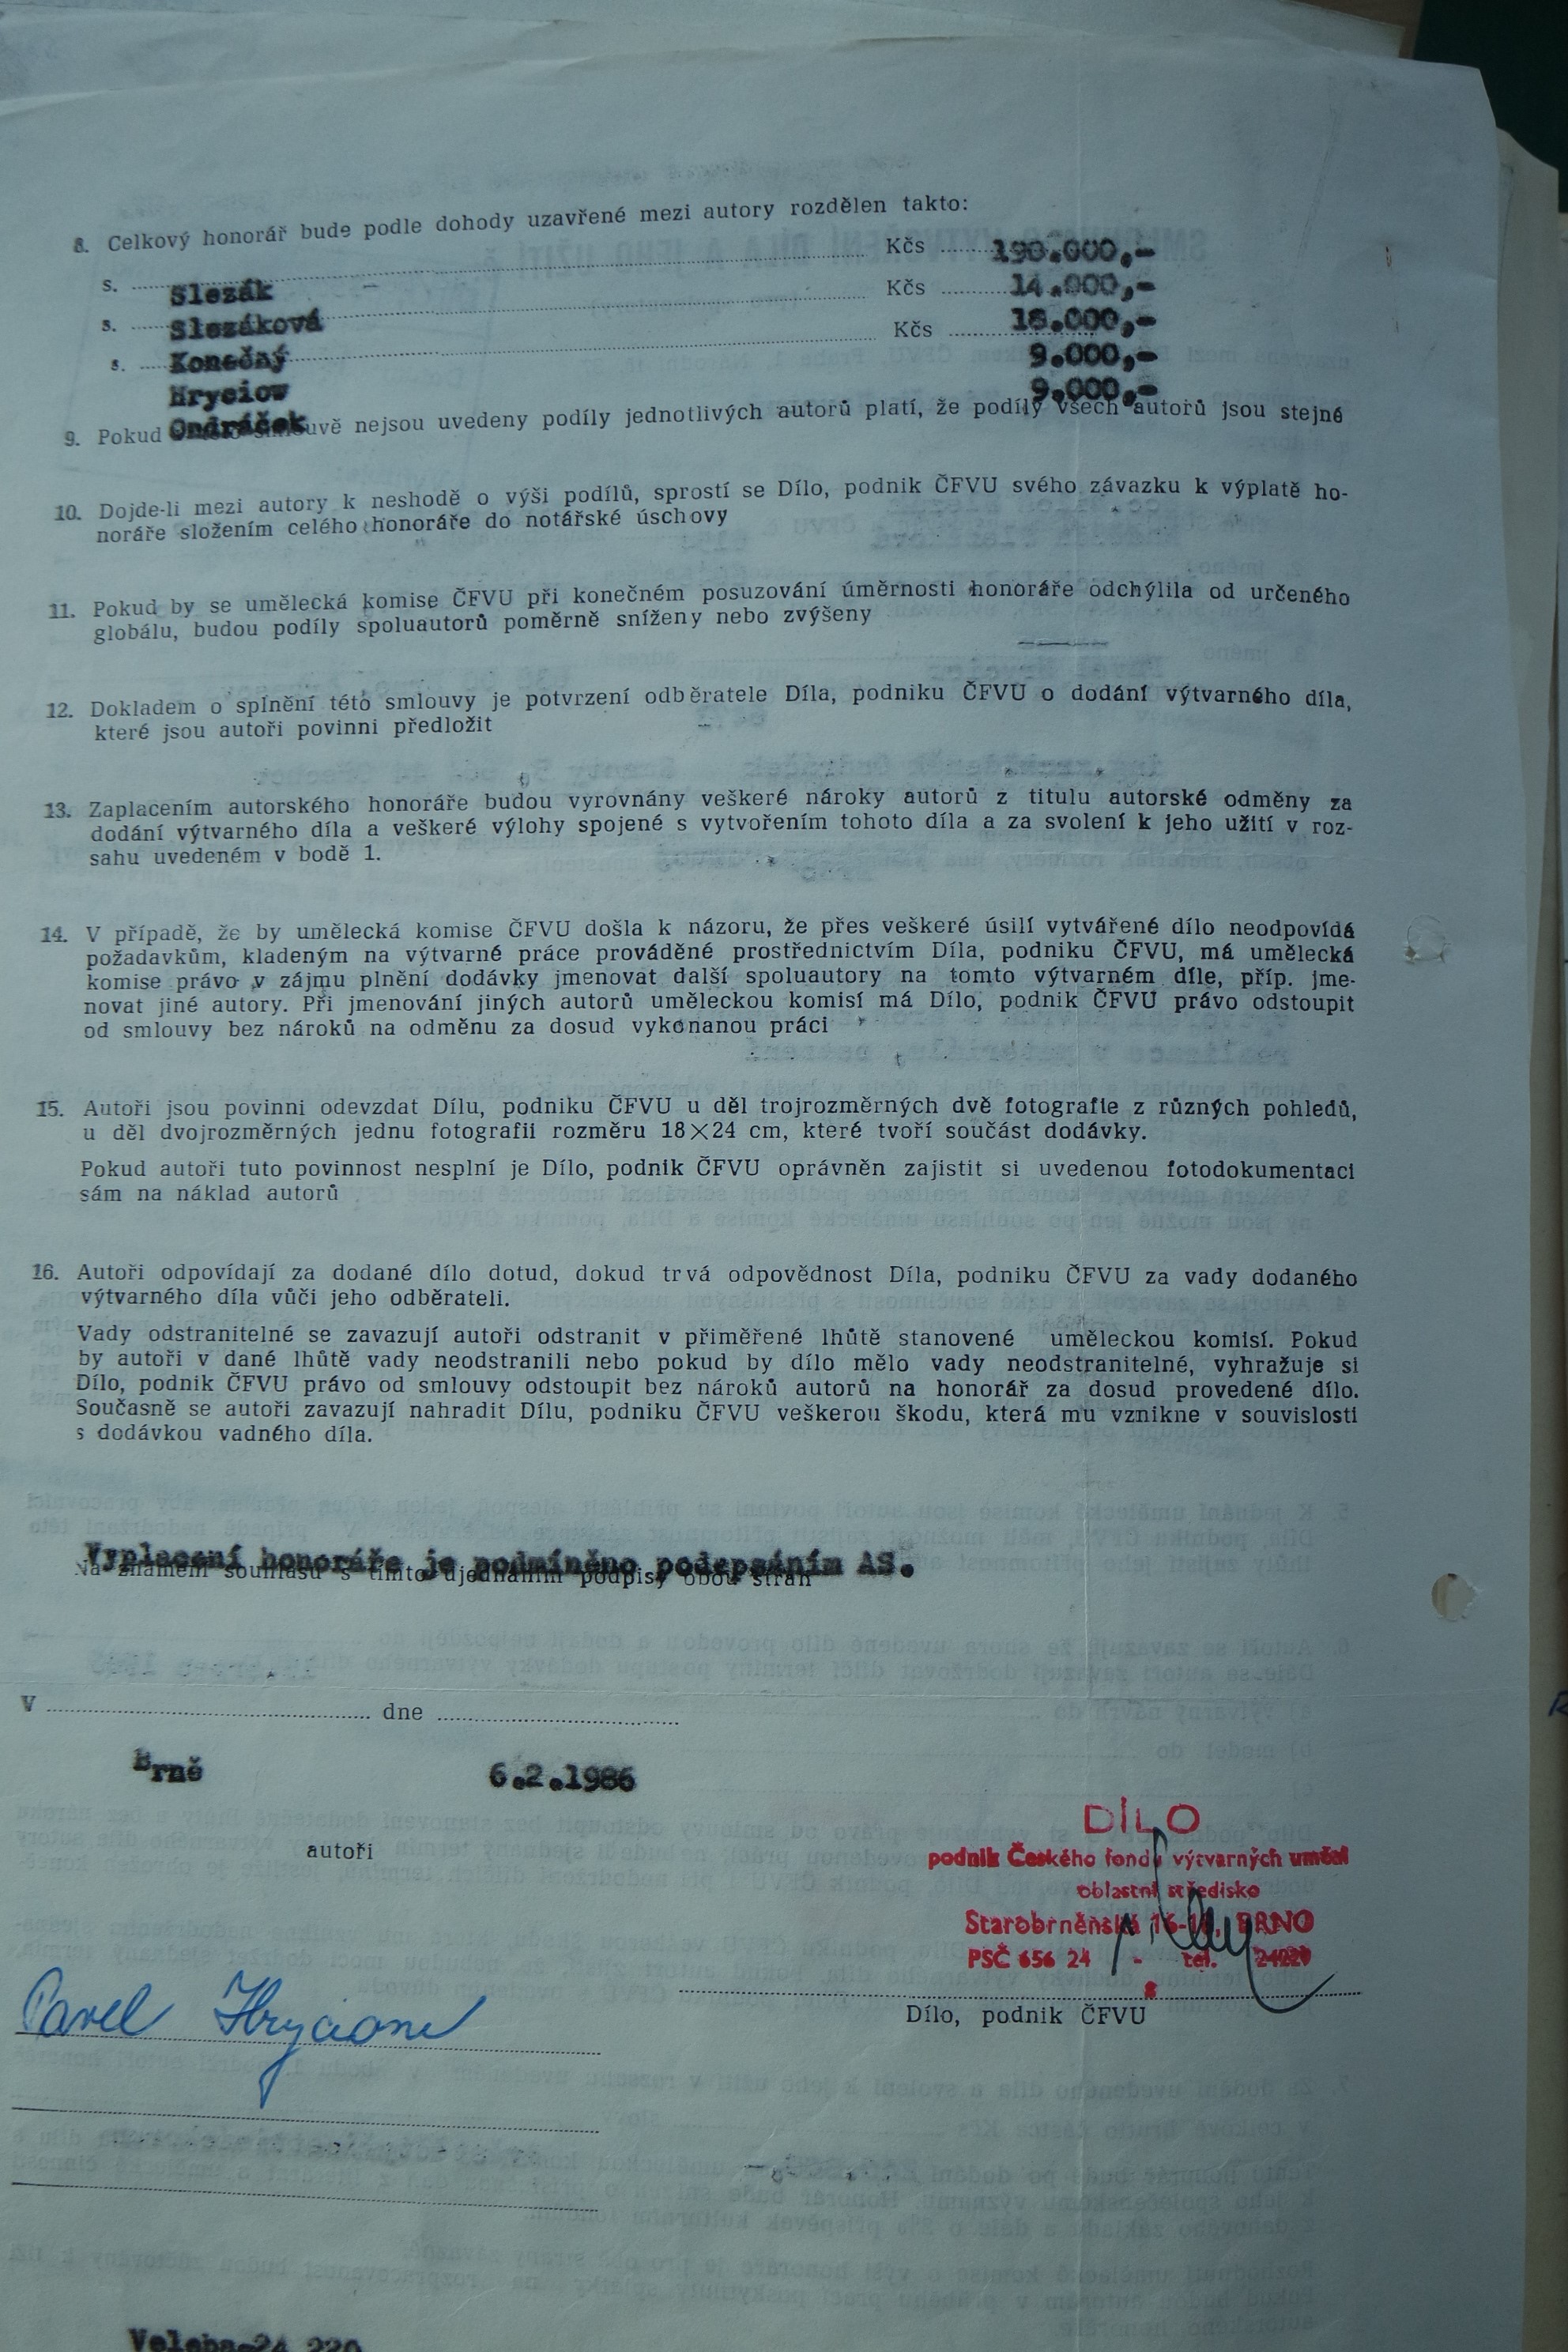 8. Celkový honorář bude podle dohody uzavřené mezi autory rozdělen takto:
s. Slezák Kčs 190.000,-
s. Slezáková Kčs 14.000,-
s. Konečný Kčs 18.000,-
Hryciow 9.000,-
Ondráček 9.000,-
9. Pokud smlouvě nejsou uvedeny podíly jednotlivých autorů platí, že podíly všech autorů jsou stejné
10. Dojde-li mezi autory k neshodě o výši podílů, sprostí se Dílo, podnik ČFVU svého závazku k výplatě ho-
noráře složením celého honoráře do notářské úschovy
11. Pokud by se umělecká komise ČFVU při konečném posuzování úměrnosti honoráře odchýlila od určeného
globálu, budou podíly spoluautorů poměrně sníženy nebo zvýšeny
12. Dokladem o splnění této smlouvy je potvrzení odběratele Díla, podniku ČFVU o dodání výtvarného díla,
které jsou autoři povinni předložit
13. Zaplacením autorského honoráře budou vyrovnány veškeré nároky autorů z titulu autorské odměny za
dodání výtvarného díla a veškeré výlohy spojené s vytvořením tohoto díla a za svolení k jeho užití v roz-
sahu uvedeném v bodě 1.
14. V případě, že by umělecká komise ČFVU došla k názoru, že přes veškeré úsilí vytvářené dílo neodpovídá
požadavkům, kladeným na výtvarné práce prováděné prostřednictvím Díla, podniku ČFVU, má umělecká
komise právo v zájmu plnění dodávky jmenovat další spoluautory na tomto výtvarném díle, příp. jme-
novat jiné autory. Při jmenování jiných autorů uměleckou komisí má Dílo, podnik ČFVU právo odstoupit
od smlouvy bez nároků na odměnu za dosud vykonanou práci
15. Autoři jsou povinni odevzdat Dílu, podniku ČFVU u děl trojrozměrných dvě fotografie z různých pohledů,
u děl dvojrozměrných jednu fotografii rozměru 18×24 cm, které tvoří součást dodávky.
Pokud autoři tuto povinnost nesplní je Dílo, podnik ČFVU oprávněn zajistit si uvedenou fotodokumentaci
sám na náklad autorů
16. Autoři odpovídají za dodané dílo dotud, dokud trvá odpovědnost Díla, podniku ČFVU za vady dodaného
výtvarného díla vůči jeho odběrateli.
Vady odstranitelné se zavazují autoři odstranit v přiměřené lhůtě stanovené uměleckou komisí. Pokud
by autoři v dané lhůtě vady neodstranili nebo pokud by dílo mělo vady neodstranitelné, vyhražuje si
Dílo, podnik ČFVU právo od smlouvy odstoupit bez nároků autorů na honorář za dosud provedené dílo.
Současně se autoři zavazují nahradit Dílu, podniku ČFVU veškerou škodu, která mu vznikne v souvislosti
s dodávkou vadného díla.
Vyplacení honoráře je podmíněno podepsáním AS.
Na znamení souhlasu s tímto ujednáním podpisy obou stran
V dne
Brně 6.2.1986
autoři
DÍLO
podnik Českého fondu výtvarných umění
oblastní středisko
Starobrněnská 16-18, BRNO
PSČ 656 24 - tel.
Dílo, podnik ČFVU
Pavel Hryciow
Veleba-24 220